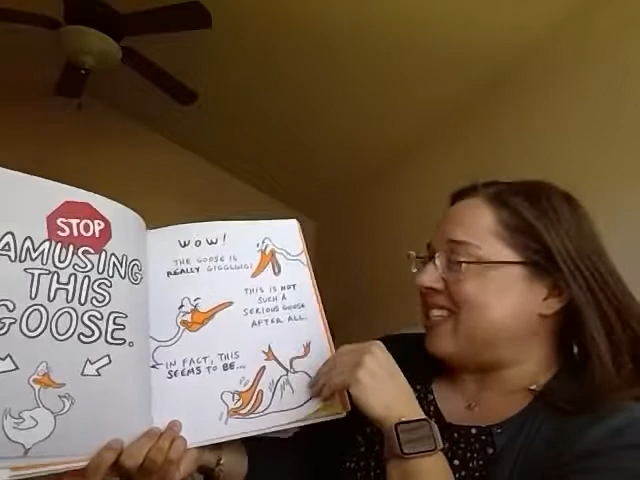 STOP
AMUSING
THIS
GOOSE.
WOW!
THE GOOSE IS
REALLY GIGGLING!
THIS IS NOT
SUCH A
SERIOUS GOOSE
AFTER ALL.
IN FACT, THIS
SEEMS TO BE...